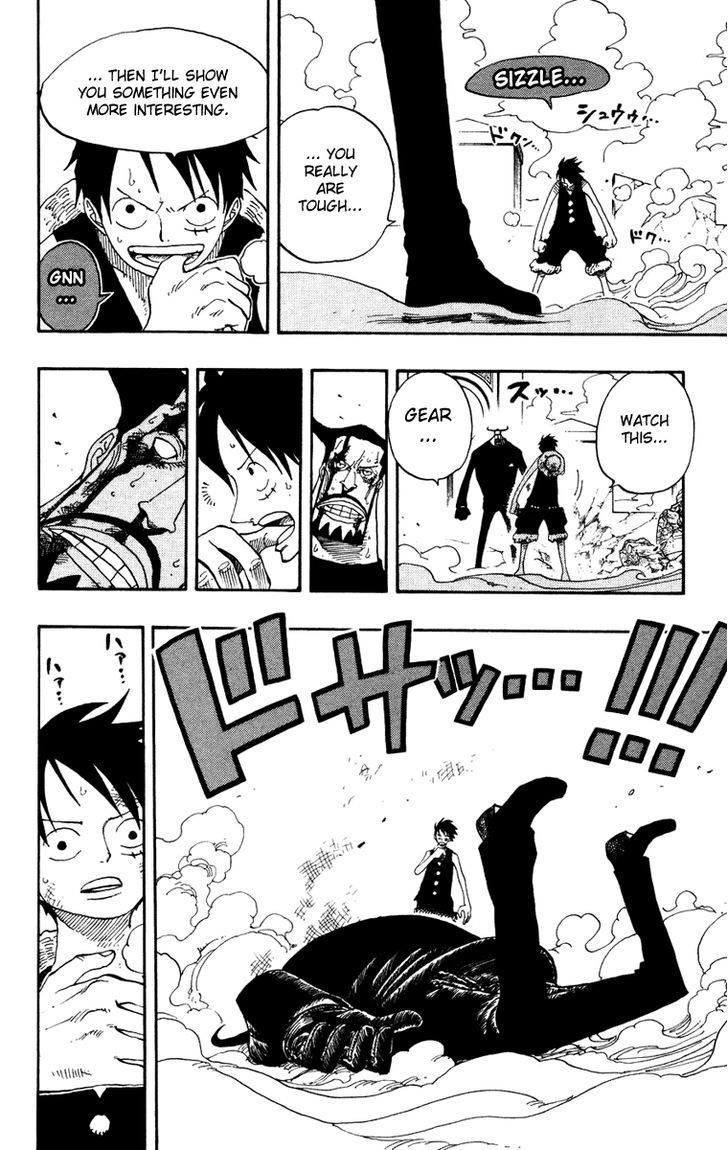 SIZZLE...
シュウゥ...
ドクン...
ドク...
... YOU
REALLY
ARE
TOUGH...
... THEN I'LL SHOW
YOU SOMETHING EVEN
MORE INTERESTING.
GNN
...
WATCH
THIS...
スッ...
GEAR
...
ドサッ...!!!
ハァ...
ハァ...